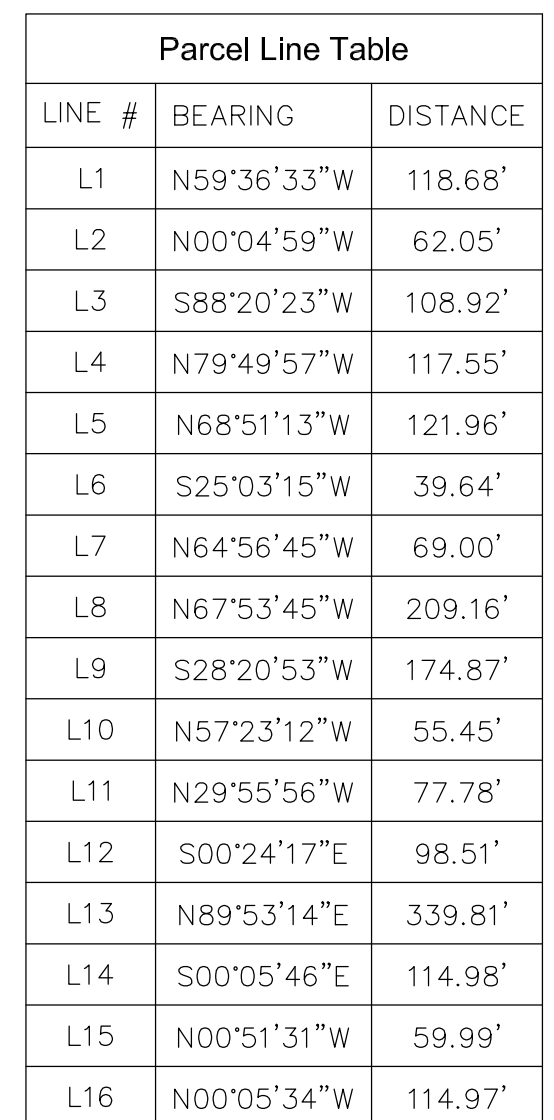 Parcel Line Table
LINE # BEARING DISTANCE
L1 N59°36'33"W 118.68'
L2 N00°04'59"W 62.05'
L3 S88°20'23"W 108.92'
L4 N79°49'57"W 117.55'
L5 N68°51'13"W 121.96'
L6 S25°03'15"W 39.64'
L7 N64°56'45"W 69.00'
L8 N67°53'45"W 209.16'
L9 S28°20'53"W 174.87'
L10 N57°23'12"W 55.45'
L11 N29°55'56"W 77.78'
L12 S00°24'17"E 98.51'
L13 N89°53'14"E 339.81'
L14 S00°05'46"E 114.98'
L15 N00°51'31"W 59.99'
L16 N00°05'34"W 114.97'